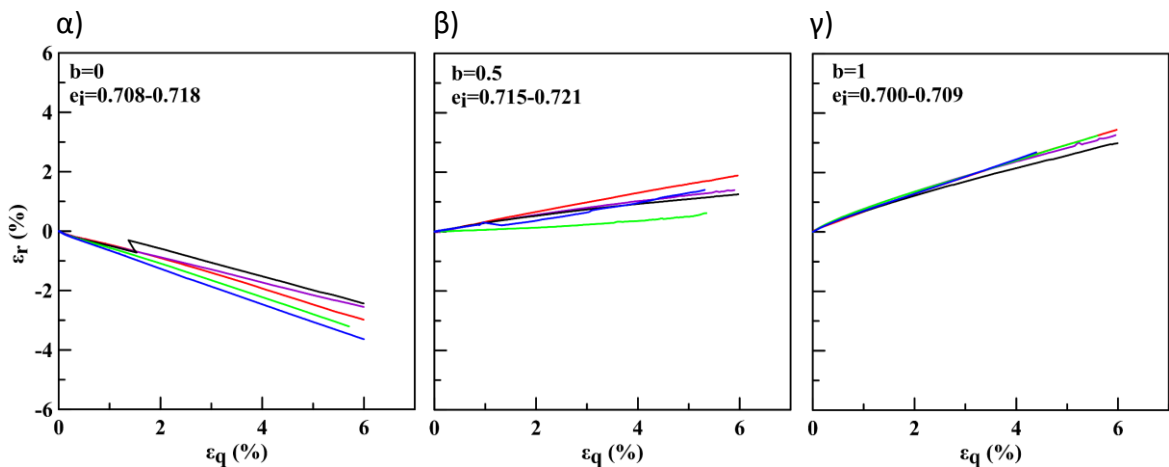 α)
β)
γ)
b=0
eᵢ=0.708-0.718
b=0.5
eᵢ=0.715-0.721
b=1
eᵢ=0.700-0.709
εr (%)
6
4
2
0
-2
-4
-6
0 2 4 6
0 2 4 6
0 2 4 6
εq (%)
εq (%)
εq (%)